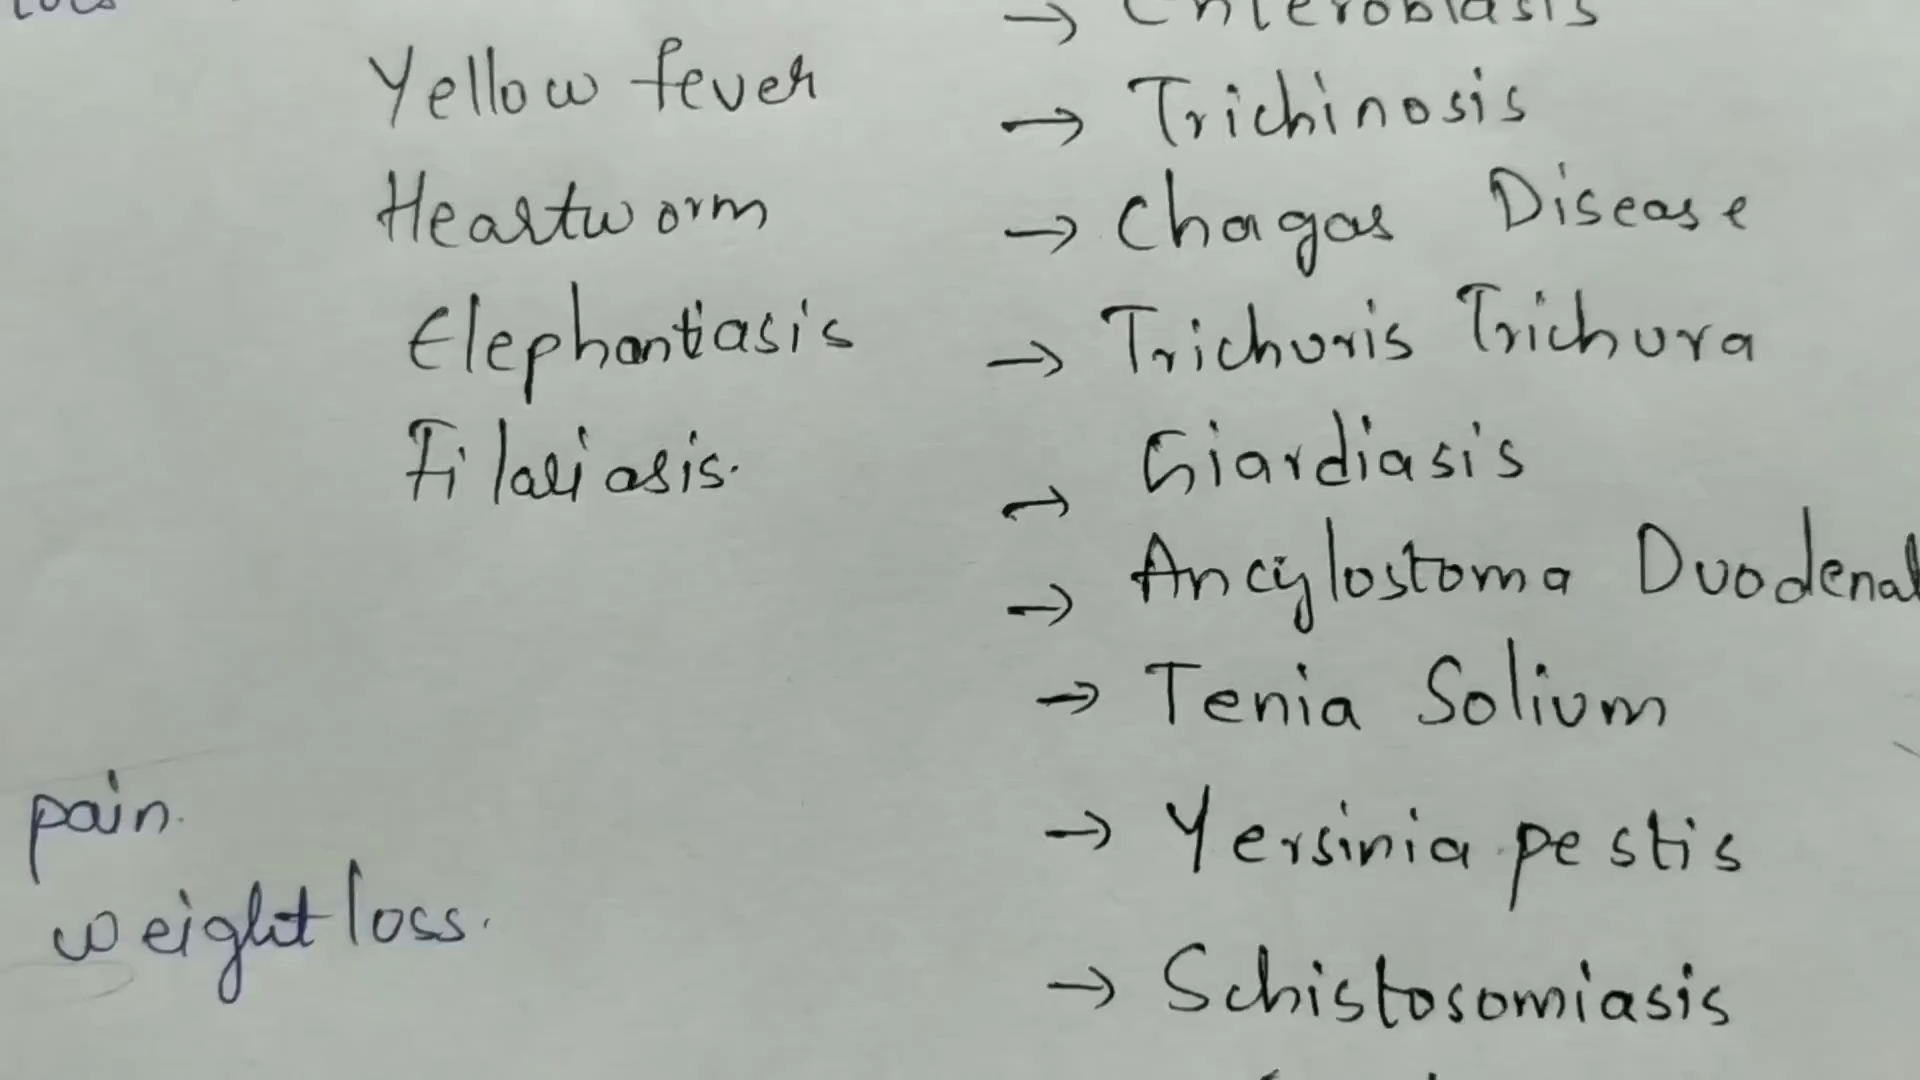 Yellow fever
Heartworm
Elephantiasis
Filariasis.
pain.
weight loss.
→ Enterobiasis
→ Trichinosis
→ Chagas Disease
→ Trichuris Trichura
→ Giardiasis
→ Ancylostoma Duodenal
→ Tenia Solium
→ Yersinia pestis
→ Schistosomiasis